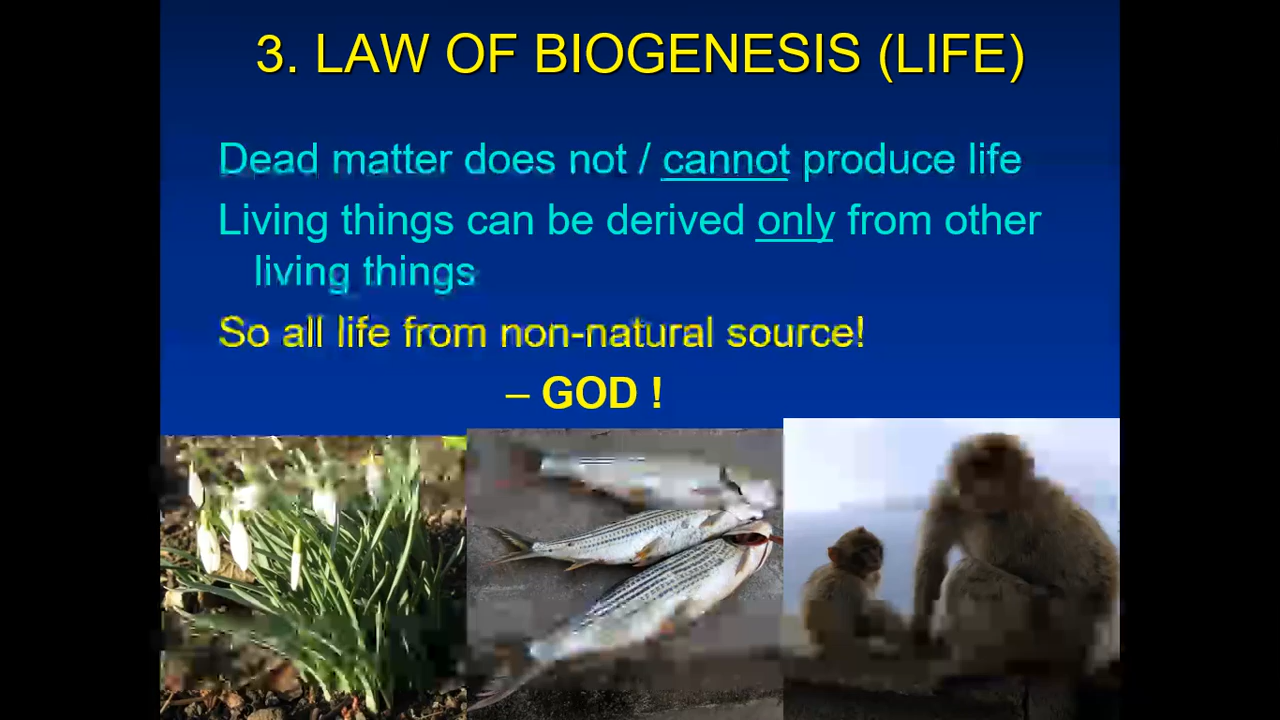 3. LAW OF BIOGENESIS (LIFE)
Dead matter does not / cannot produce life
Living things can be derived only from other
living things
So all life from non-natural source!
– GOD !